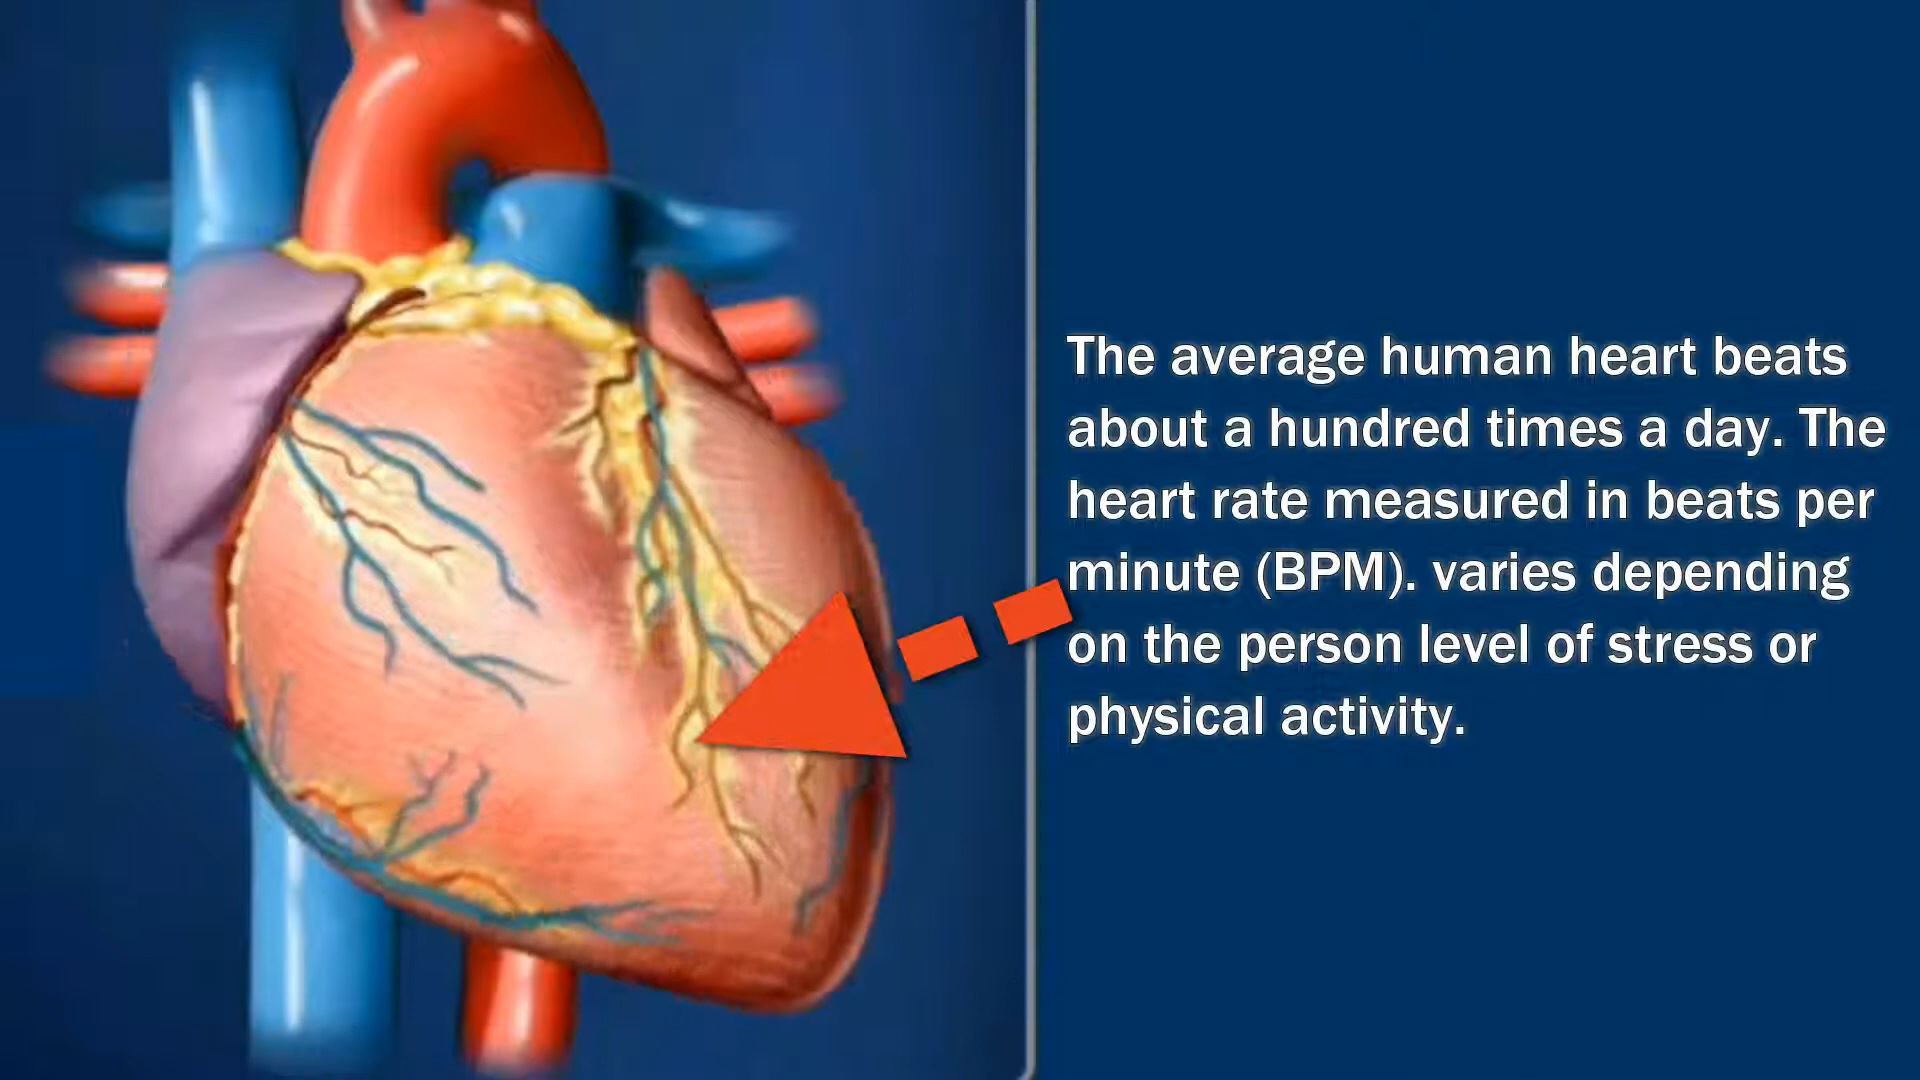 The average human heart beats
about a hundred times a day. The
heart rate measured in beats per
minute (BPM). varies depending
on the person level of stress or
physical activity.